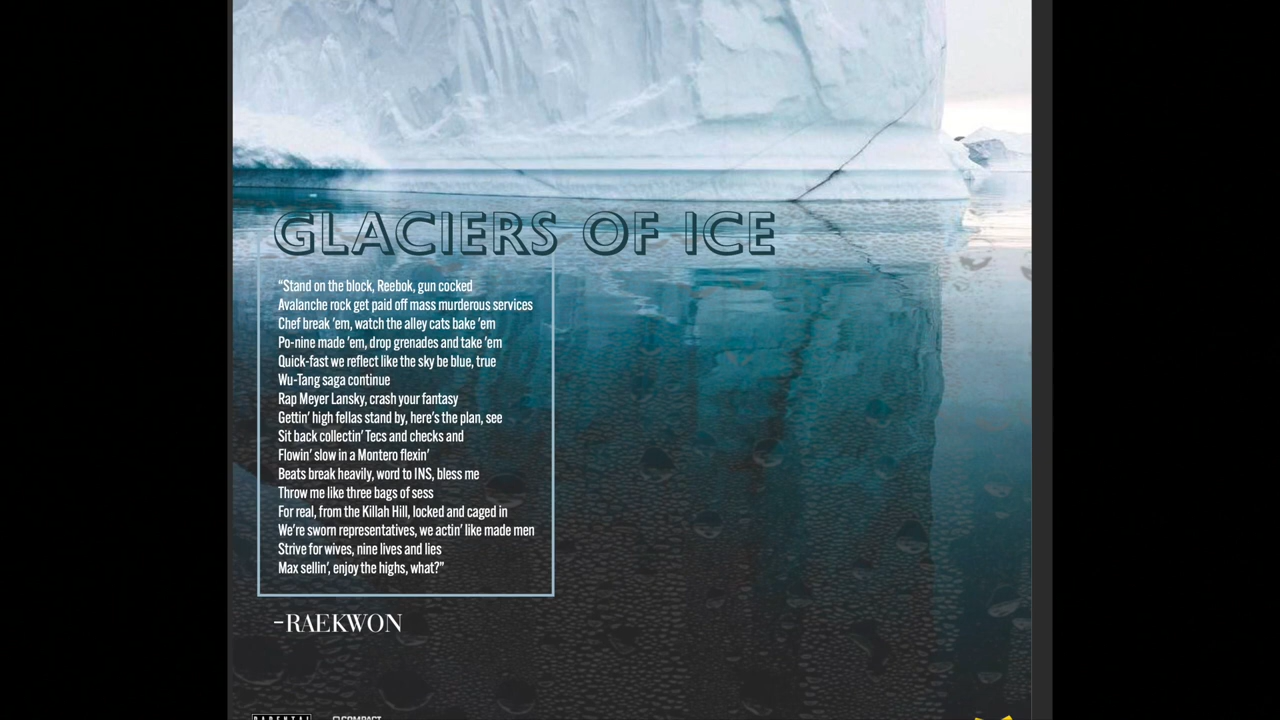 GLACIERS OF ICE
“Stand on the block, Reebok, gun cocked
Avalanche rock get paid off mass murderous services
Chef break ’em, watch the alley cats bake ’em
Po-nine made ’em, drop grenades and take ’em
Quick-fast we reflect like the sky be blue, true
Wu-Tang saga continue
Rap Meyer Lansky, crash your fantasy
Gettin’ high fellas stand by, here’s the plan, see
Sit back collectin’ Tecs and checks and
Flowin’ slow in a Montero flexin’
Beats break heavily, word to INS, bless me
Throw me like three bags of sess
For real, from the Killah Hill, locked and caged in
We’re sworn representatives, we actin’ like made men
Strive for wives, nine lives and lies
Max sellin’, enjoy the highs, what?”
-RAEKWON
PARENTAL
COMPACT